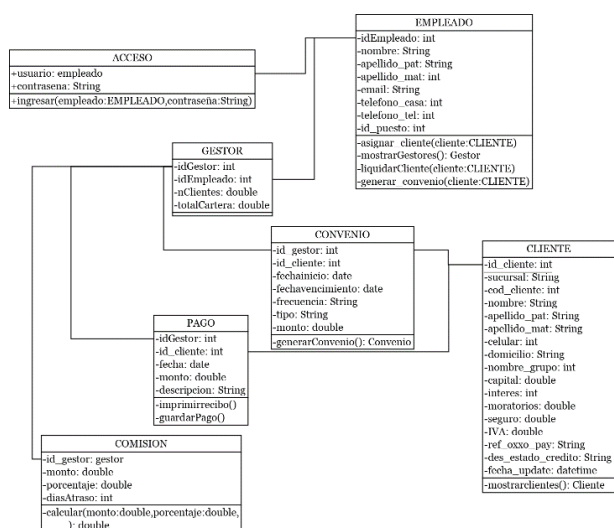 EMPLEADO
-idEmpleado: int
-nombre: String
-apellido_pat: String
-apellido_mat: int
-email: String
-telefono_casa: int
-telefono_tel: int
-id_puesto: int
-asignar_cliente(cliente:CLIENTE)
-mostrarGestores(): Gestor
-liquidarCliente(cliente:CLIENTE)
-generar_convenio(cliente:CLIENTE)
ACCESO
+usuario: empleado
+contrasena: String
+ingresar(empleado:EMPLEADO,contraseña:String)
GESTOR
-idGestor: int
-idEmpleado: int
-nClientes: double
-totalCartera: double
CONVENIO
-id_gestor: int
-id_cliente: int
-fechainicio: date
-fechavencimiento: date
-frecuencia: String
-tipo: String
-monto: double
-generarConvenio(): Convenio
CLIENTE
-id_cliente: int
-sucursal: String
-cod_cliente: int
-nombre: String
-apellido_pat: String
-apellido_mat: String
-celular: int
-domicilio: String
-nombre_grupo: int
-capital: double
-interes: int
-moratorios: double
-seguro: double
-IVA: double
-ref_oxxo_pay: String
-des_estado_credito: String
-fecha_update: datetime
-mostrarclientes(): Cliente
PAGO
-idGestor: int
-id_cliente: int
-fecha: date
-monto: double
-descripcion: String
-imprimirrecibo()
-guardarPago()
COMISION
-id_gestor: gestor
-monto: double
-porcentaje: double
-diasAtraso: int
-calcular(monto:double,porcentaje:double,
): double